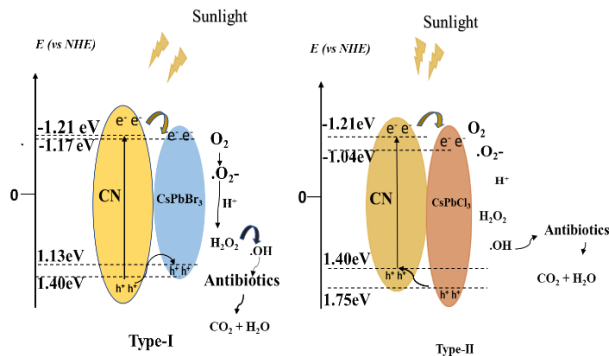 Sunlight
E (vs NHE)
e⁻ e⁻
-1.21 eV
-1.17 eV
e⁻ e⁻
O₂
.O₂-
0
CN
CsPbBr₃
H⁺
H₂O₂
.OH
1.13eV
h⁺ h⁺
1.40eV
h⁺ h⁺
Antibiotics
CO₂ + H₂O
Type-I
Sunlight
E (vs NHE)
e⁻ e⁻
-1.21eV
O₂
e⁻ e⁻
.O₂-
-1.04eV
H⁺
0
CN
CsPbCl₃
H₂O₂
.OH
Antibiotics
1.40eV
h⁺ h⁺
CO₂ + H₂O
1.75eV
h⁺ h⁺
Type-II